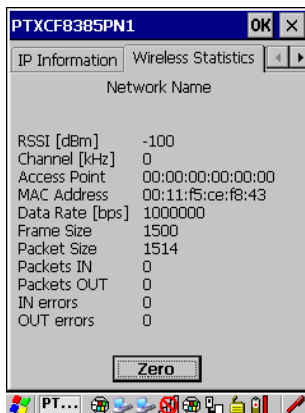 PTXCF8385PN1 OK ×
IP Information Wireless Statistics
Network Name
RSSI [dBm] -100
Channel [kHz] 0
Access Point 00:00:00:00:00:00
MAC Address 00:11:f5:ce:f8:43
Data Rate [bps] 1000000
Frame Size 1500
Packet Size 1514
Packets IN 0
Packets OUT 0
IN errors 0
OUT errors 0
Zero
PT...